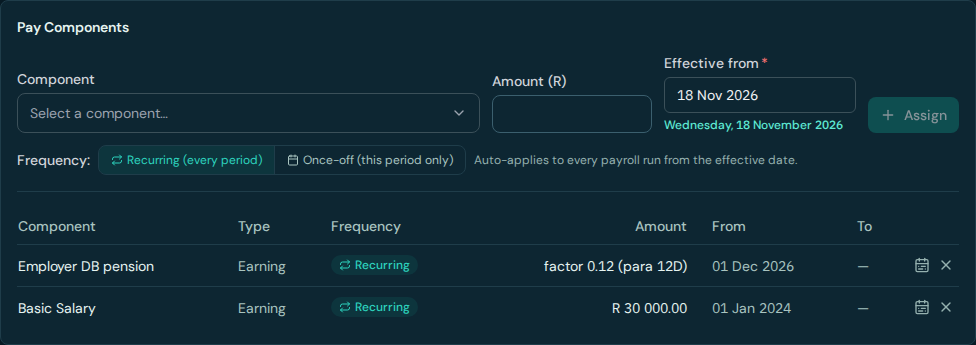 Pay Components
Component
Amount (R)
Effective from *
Select a component...
18 Nov 2026
Wednesday, 18 November 2026
+ Assign
Frequency: Recurring (every period) Once-off (this period only) Auto-applies to every payroll run from the effective date.
Component Type Frequency Amount From To
Employer DB pension Earning Recurring factor 0.12 (para 12D) 01 Dec 2026 —
Basic Salary Earning Recurring R 30 000.00 01 Jan 2024 —